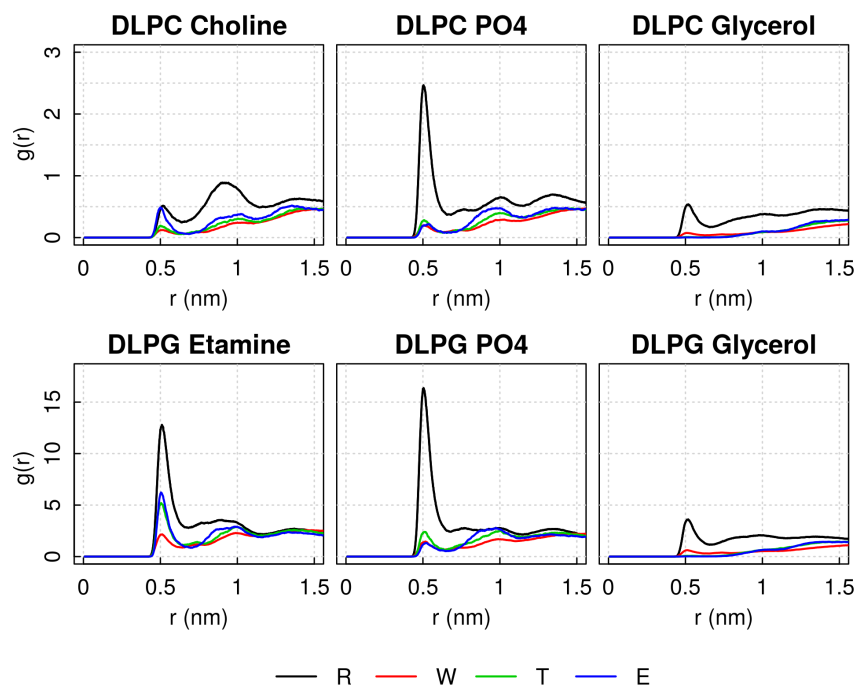 DLPC Choline DLPC PO4 DLPC Glycerol
3
2
1
0
g(r)
0 0.5 1 1.5 0 0.5 1 1.5 0 0.5 1 1.5
r (nm) r (nm) r (nm)
DLPG Etamine DLPG PO4 DLPG Glycerol
15
10
5
0
g(r)
0 0.5 1 1.5 0 0.5 1 1.5 0 0.5 1 1.5
r (nm) r (nm) r (nm)
R W T E